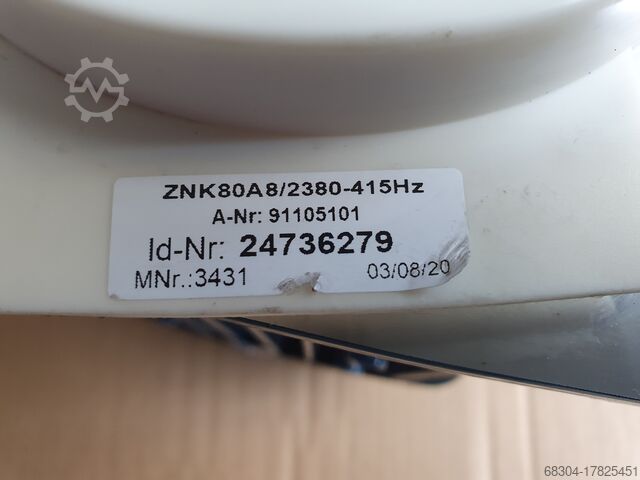 ZNK80A8/2380-415Hz
A-Nr: 91105101
Id-Nr: 24736279
MNr.:3431 03/08/20
68304-17825451